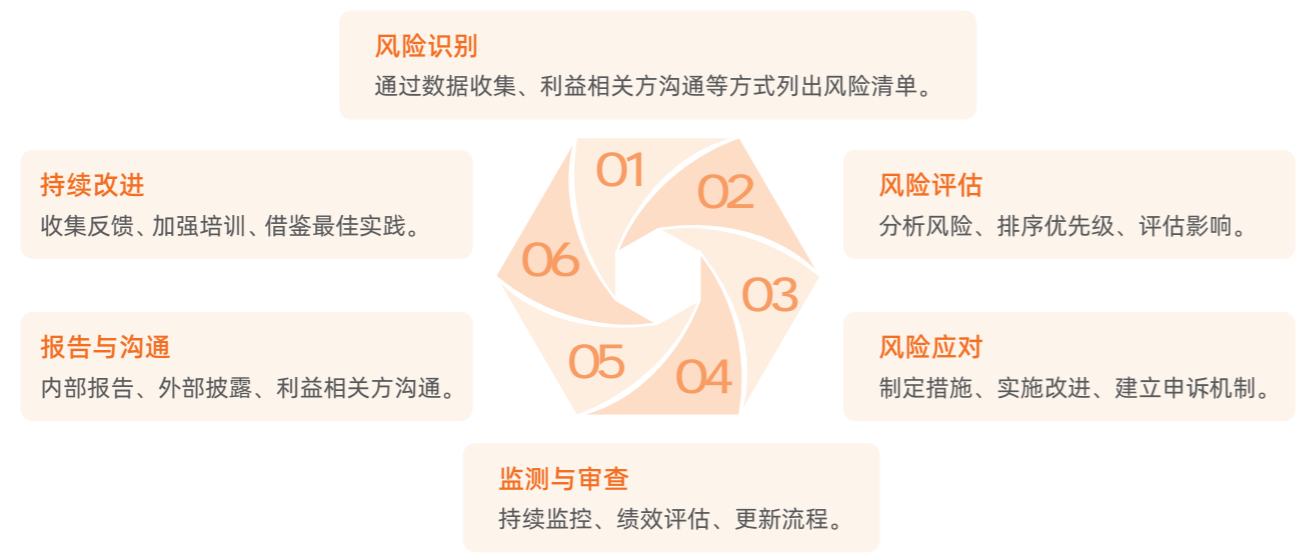 风险识别
通过数据收集、利益相关方沟通等方式列出风险清单。
01
02
风险评估
分析风险、排序优先级、评估影响。
03
风险应对
制定措施、实施改进、建立申诉机制。
04
监测与审查
持续监控、绩效评估、更新流程。
05
报告与沟通
内部报告、外部披露、利益相关方沟通。
06
持续改进
收集反馈、加强培训、借鉴最佳实践。